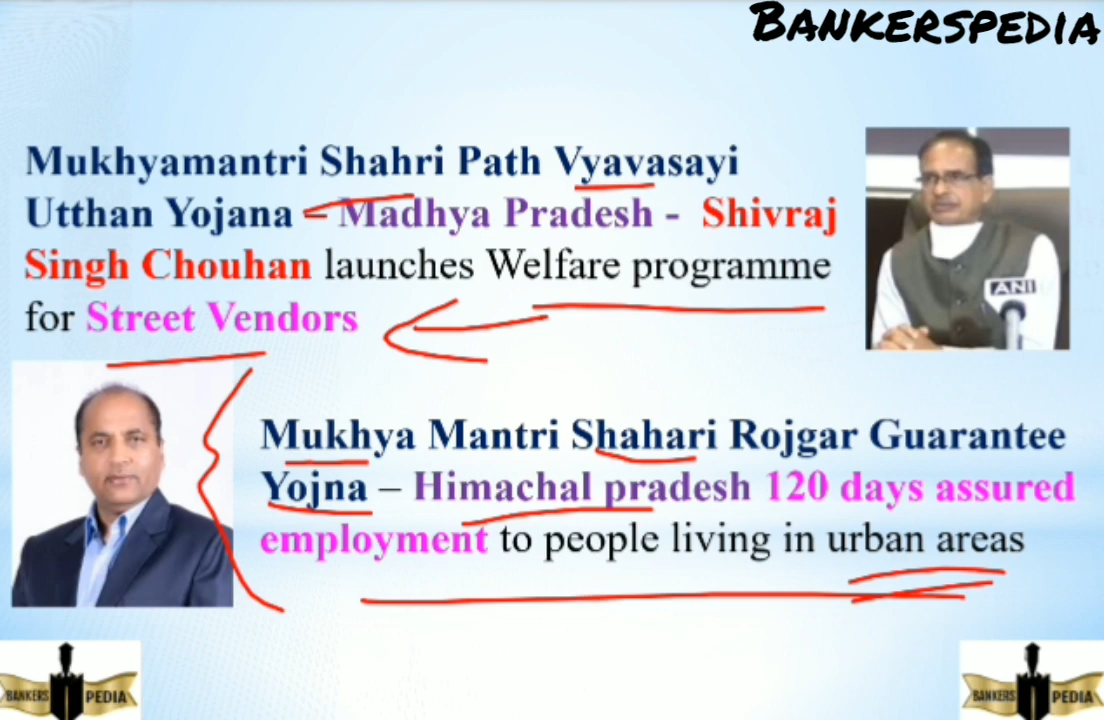 BANKERSPEDIA
Mukhyamantri Shahri Path Vyavasayi
Utthan Yojana – Madhya Pradesh - Shivraj
Singh Chouhan launches Welfare programme
for Street Vendors
ANI
Mukhya Mantri Shahari Rojgar Guarantee
Yojna – Himachal pradesh 120 days assured
employment to people living in urban areas
BANKERS PEDIA
BANKERS PEDIA